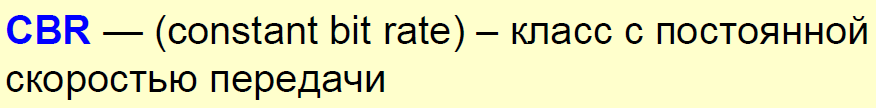 CBR — (constant bit rate) – класс с постоянной
скоростью передачи